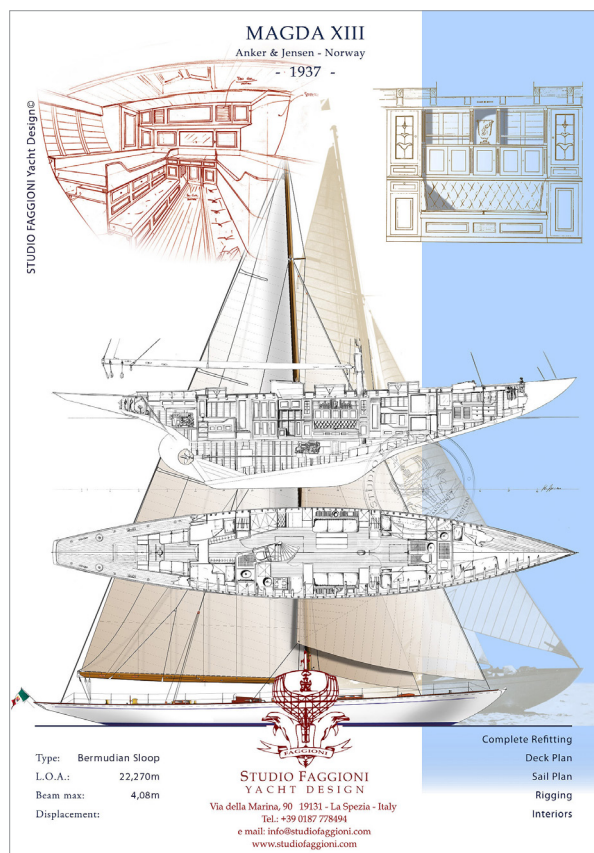 MAGDA XIII
Anker & Jensen - Norway
- 1937 -
STUDIO FAGGIONI Yacht Design©
Complete Refitting
Type: Bermudian Sloop
Deck Plan
L.O.A.: 22,270m
Sail Plan
Beam max: 4,08m
Rigging
Displacement:
Interiors
FAGGIONI
STUDIO FAGGIONI
YACHT DESIGN
Via della Marina, 90 19131 - La Spezia - Italy
Tel.: +39 0187 778494
e mail: info@studiofaggioni.com
www.studiofaggioni.com